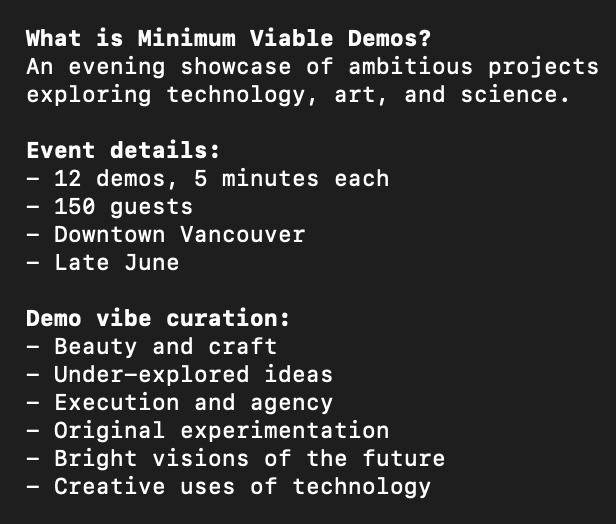 What is Minimum Viable Demos?
An evening showcase of ambitious projects
exploring technology, art, and science.
Event details:
– 12 demos, 5 minutes each
– 150 guests
– Downtown Vancouver
– Late June
Demo vibe curation:
– Beauty and craft
– Under–explored ideas
– Execution and agency
– Original experimentation
– Bright visions of the future
– Creative uses of technology